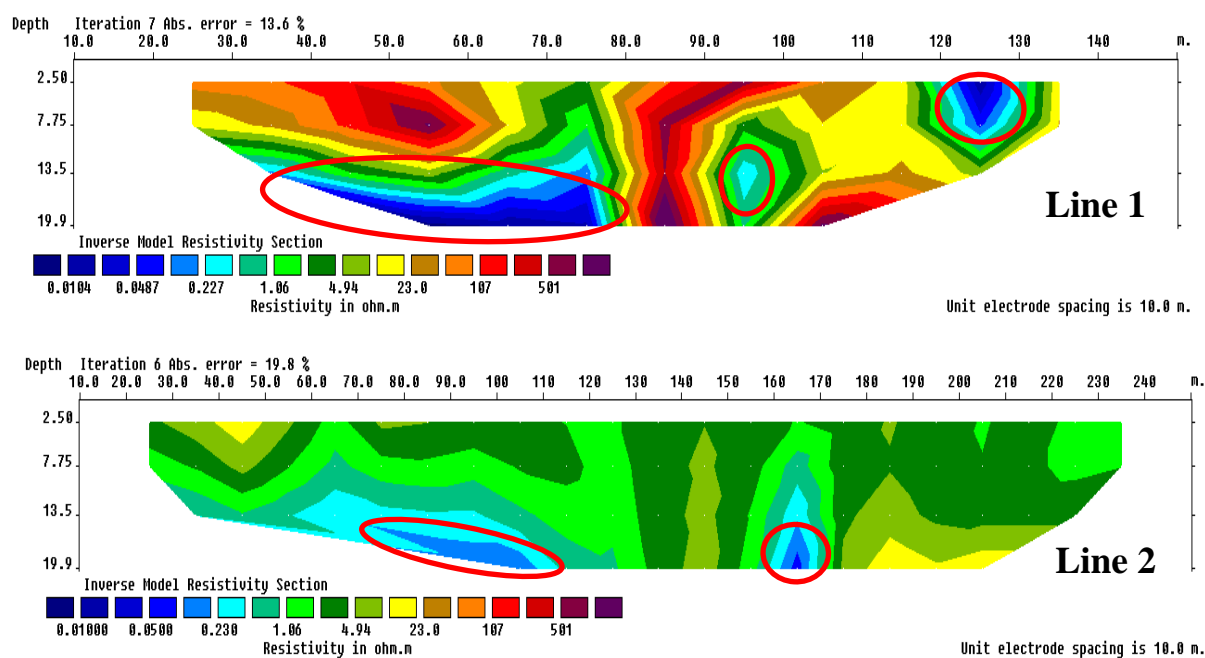 Depth Iteration 7 Abs. error = 13.6 %
10.0 20.0 30.0 40.0 50.0 60.0 70.0 80.0 90.0 100 110 120 130 140 m.
2.50
7.75
13.5
19.9
Line 1
Inverse Model Resistivity Section
0.0104 0.0487 0.227 1.06 4.94 23.0 107 501
Resistivity in ohm.m
Unit electrode spacing is 10.0 m.
Depth Iteration 6 Abs. error = 19.8 %
10.0 20.0 30.0 40.0 50.0 60.0 70.0 80.0 90.0 100 110 120 130 140 150 160 170 180 190 200 210 220 230 240 m.
2.50
7.75
13.5
19.9
Line 2
Inverse Model Resistivity Section
0.01000 0.0500 0.230 1.06 4.94 23.0 107 501
Resistivity in ohm.m
Unit electrode spacing is 10.0 m.